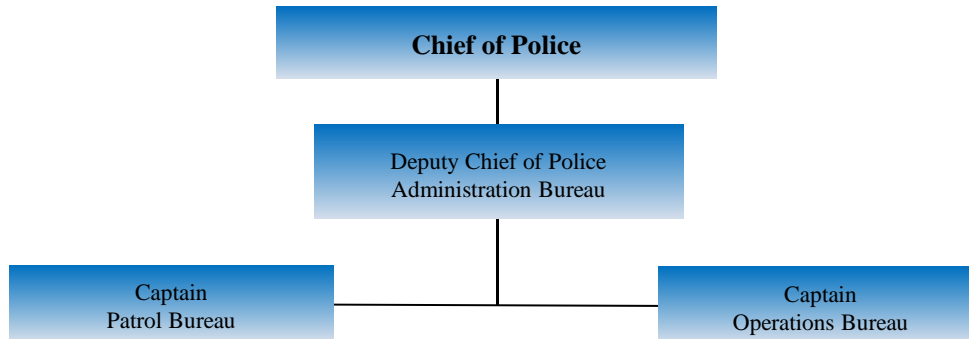 Chief of Police
Deputy Chief of Police
Administration Bureau
Captain
Patrol Bureau
Captain
Operations Bureau